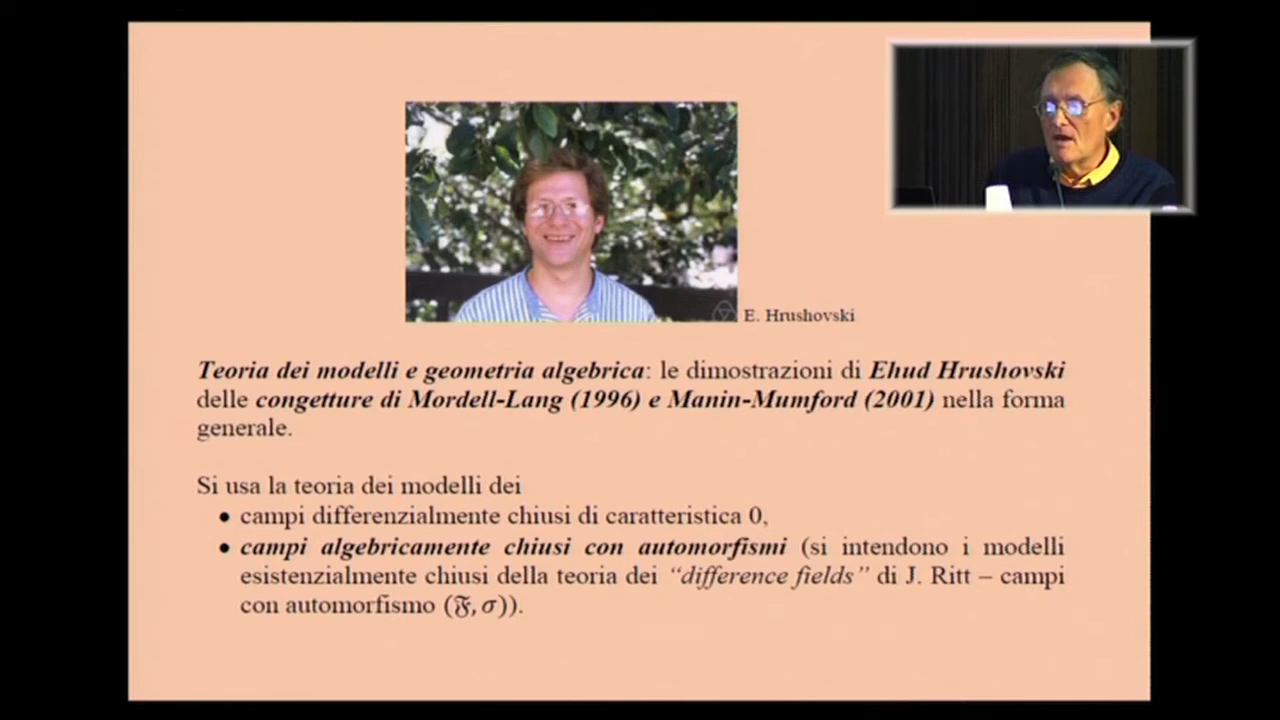 E. Hrushovski
Teoria dei modelli e geometria algebrica: le dimostrazioni di Ehud Hrushovski
delle congetture di Mordell-Lang (1996) e Manin-Mumford (2001) nella forma
generale.
Si usa la teoria dei modelli dei
• campi differenzialmente chiusi di caratteristica 0,
• campi algebricamente chiusi con automorfismi (si intendono i modelli
esistenzialmente chiusi della teoria dei “difference fields” di J. Ritt – campi
con automorfismo (𝔉, σ)).